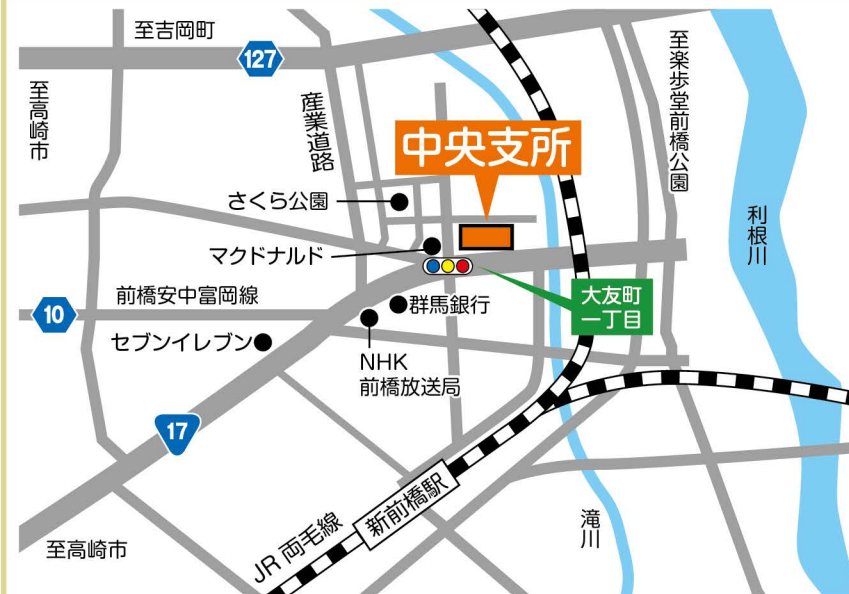 至吉岡町
127
至高崎市
産業道路
至楽歩堂前橋公園
中央支所
さくら公園
マクドナルド
利根川
大友町
一丁目
前橋安中富岡線
10
群馬銀行
セブンイレブン
NHK
前橋放送局
17
新前橋駅
JR 両毛線
滝川
至高崎市